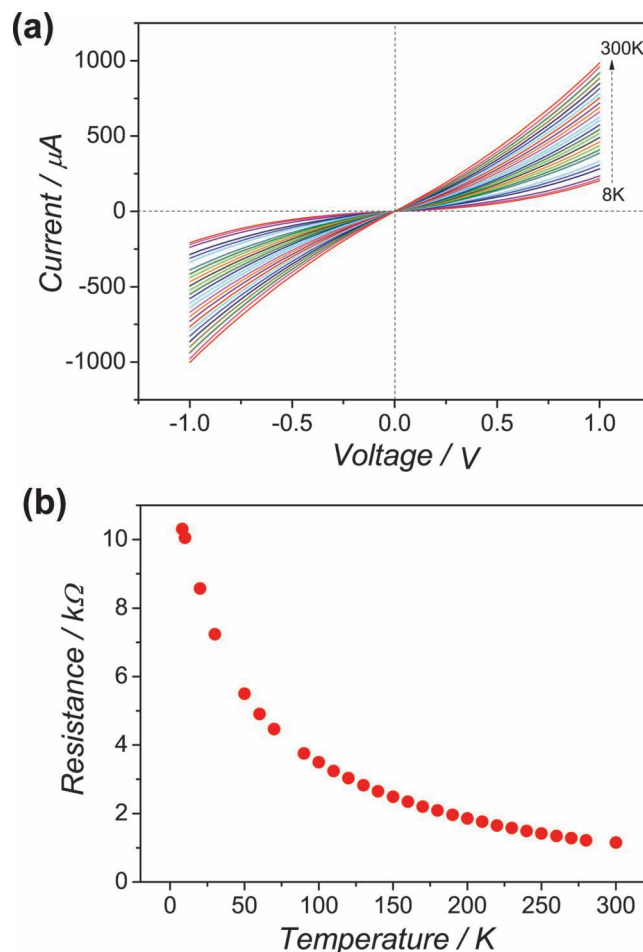 (a)
1000
500
0
-500
-1000
Current / μA
300K
8K
-1.0
-0.5
0.0
0.5
1.0
Voltage / V
(b)
10
8
6
4
2
0
Resistance / kΩ
0
50
100
150
200
250
300
Temperature / K